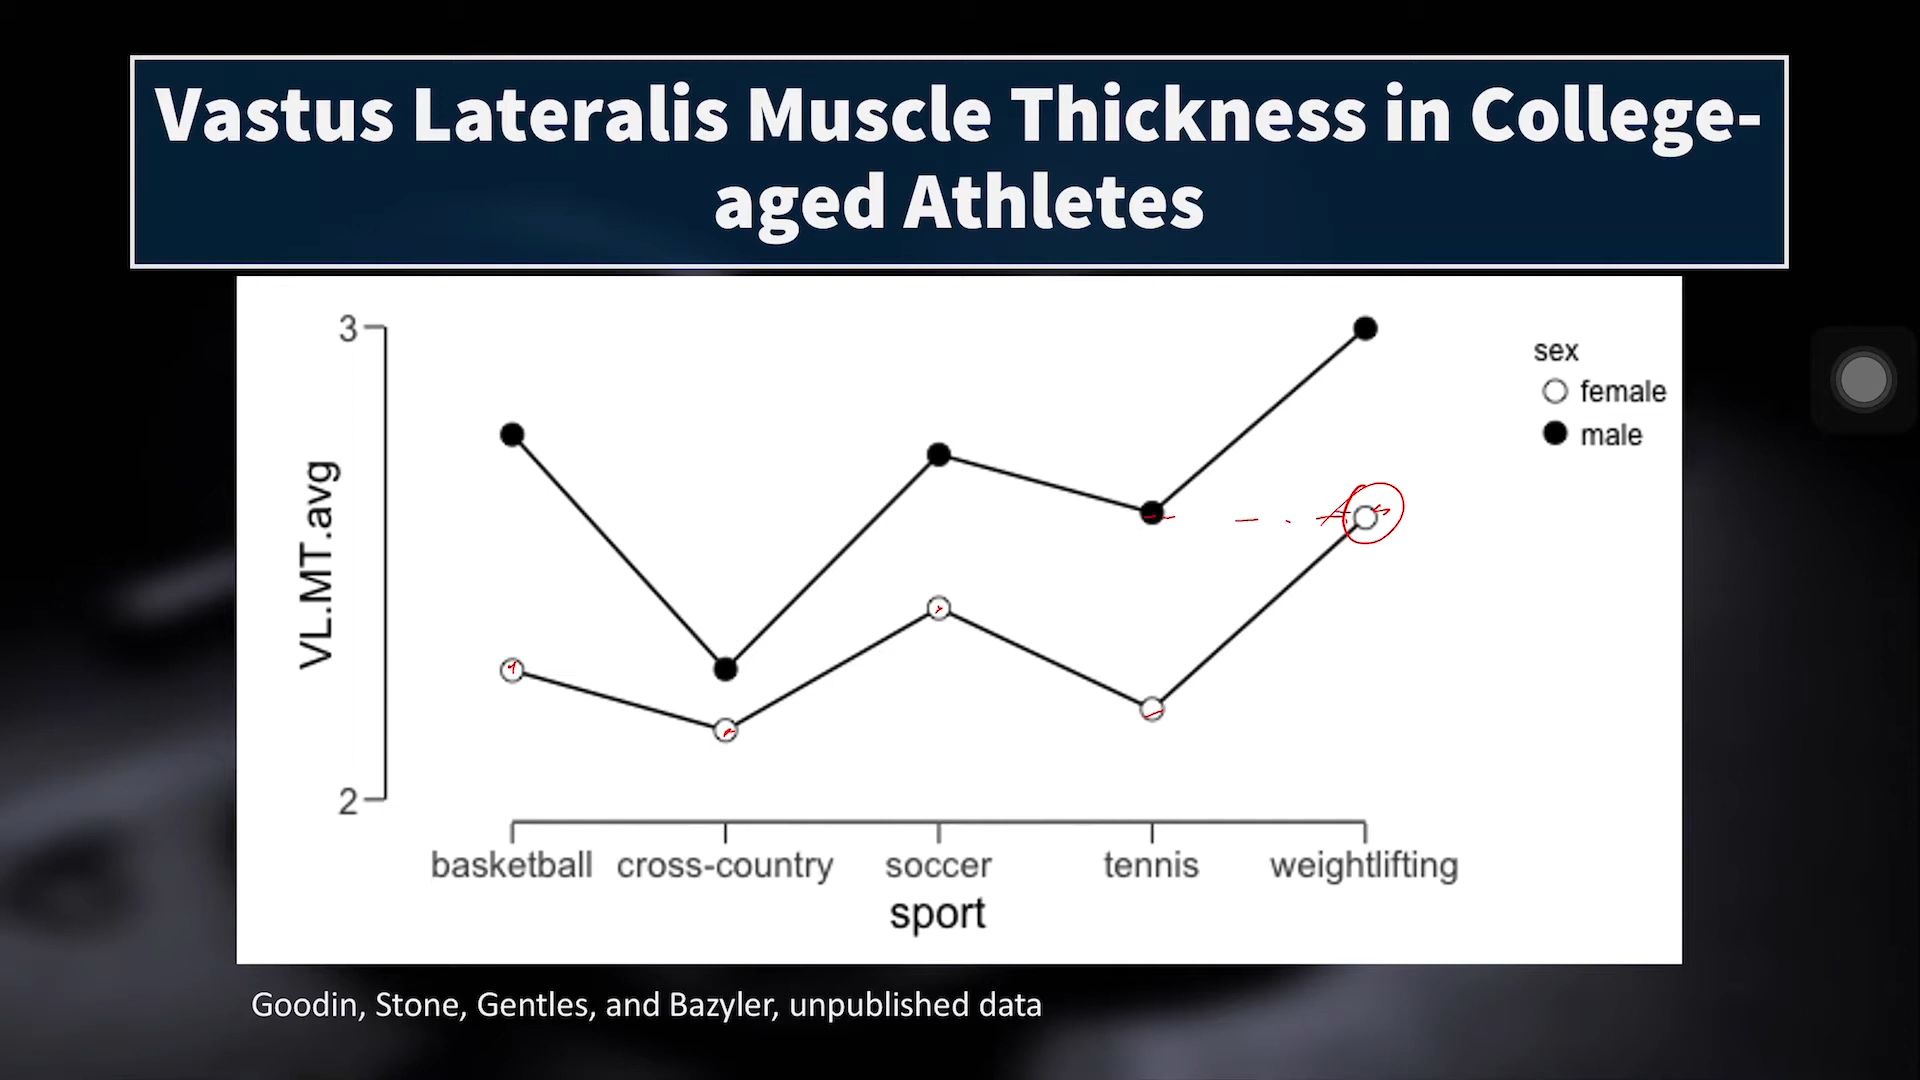 Vastus Lateralis Muscle Thickness in College-
aged Athletes
3
sex
female
male
VL.MT.avg
2
basketball cross-country soccer tennis weightlifting
sport
Goodin, Stone, Gentles, and Bazyler, unpublished data